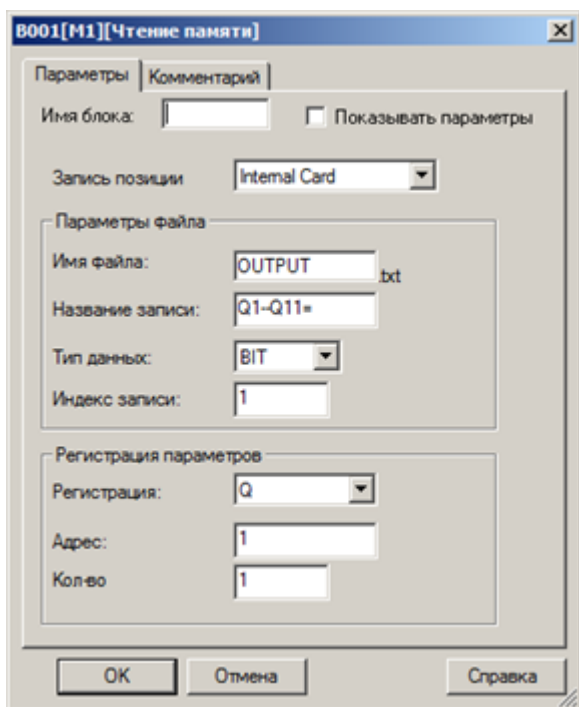 B001[M1][Чтение памяти]
Параметры Комментарий
Имя блока: Показывать параметры
Запись позиции Internal Card
Параметры файла
Имя файла: OUTPUT .txt
Название записи: Q1--Q11=
Тип данных: BIT
Индекс записи: 1
Регистрация параметров
Регистрация: Q
Адрес: 1
Кол-во 1
OK Отмена Справка